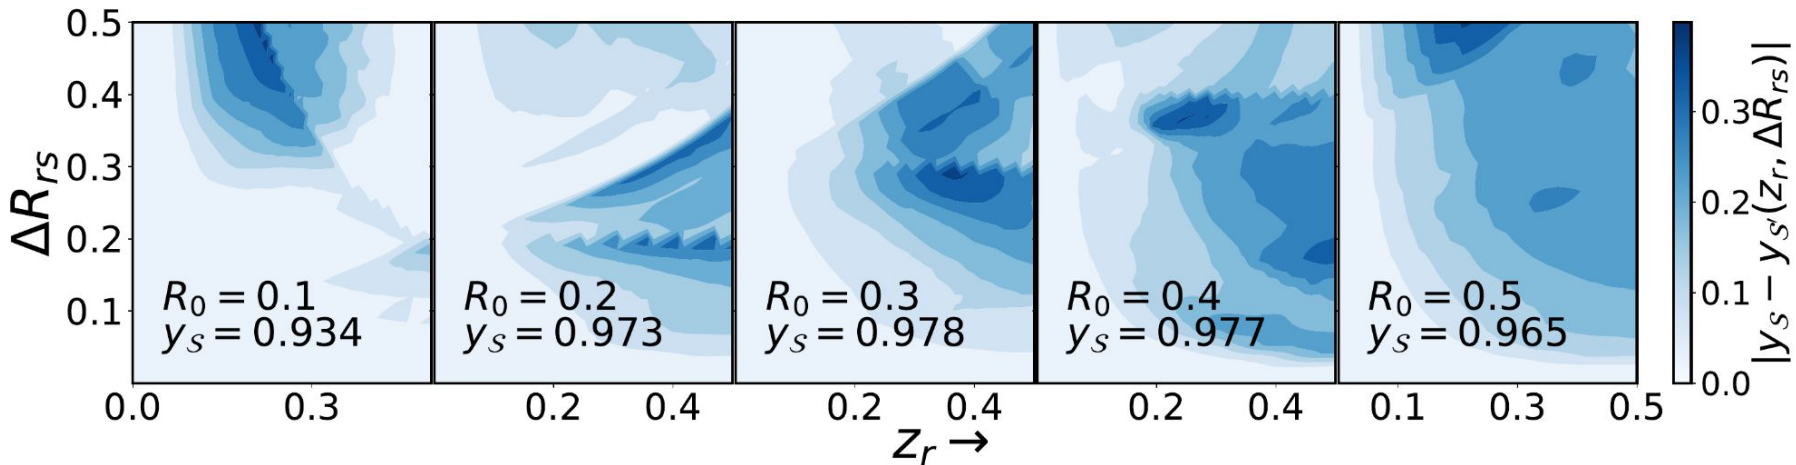 0.5
0.4
0.3
0.2
0.1
ΔR_rs
R_0 = 0.1
y_𝒮 = 0.934
R_0 = 0.2
y_𝒮 = 0.973
R_0 = 0.3
y_𝒮 = 0.978
R_0 = 0.4
y_𝒮 = 0.977
R_0 = 0.5
y_𝒮 = 0.965
0.0 0.3 0.2 0.4 0.2 0.4 0.2 0.4 0.1 0.3 0.5
z_r →
0.3
0.2
0.1
0.0
|y_𝒮 − y_𝒮′(z_r, ΔR_rs)|